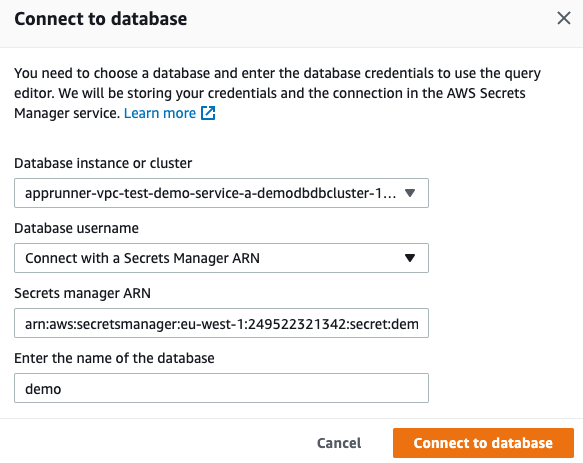 Connect to database
You need to choose a database and enter the database credentials to use the query
editor. We will be storing your credentials and the connection in the AWS Secrets
Manager service. Learn more
Database instance or cluster
apprunner-vpc-test-demo-service-a-demodbdbcluster-1...
Database username
Connect with a Secrets Manager ARN
Secrets manager ARN
arn:aws:secretsmanager:eu-west-1:249522321342:secret:dem
Enter the name of the database
demo
Cancel Connect to database